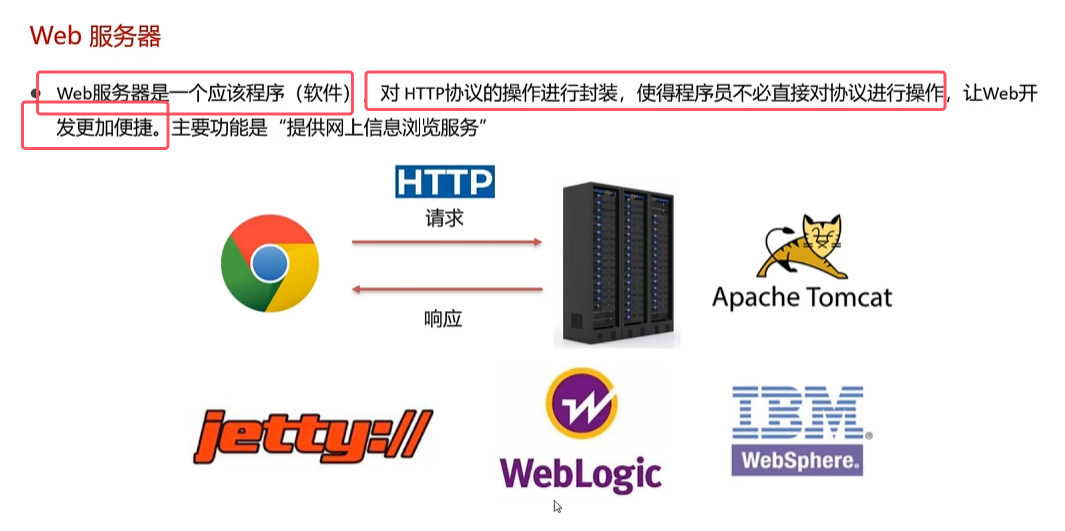 Web 服务器
Web服务器是一个应该程序（软件），对 HTTP协议的操作进行封装，使得程序员不必直接对协议进行操作，让Web开
发更加便捷。主要功能是“提供网上信息浏览服务”
HTTP
请求
响应
Apache Tomcat
jetty://
WebLogic
IBM®
WebSphere.